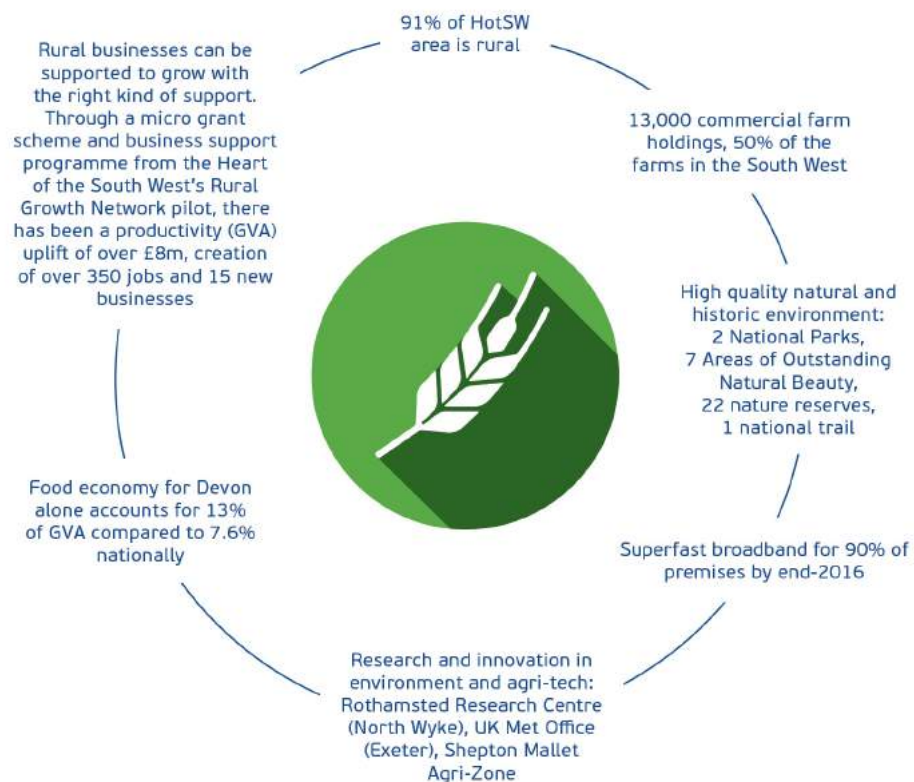 91% of HotSW
area is rural
13,000 commercial farm
holdings, 50% of the
farms in the South West
High quality natural and
historic environment:
2 National Parks,
7 Areas of Outstanding
Natural Beauty,
22 nature reserves,
1 national trail
Superfast broadband for 90% of
premises by end-2016
Research and innovation in
environment and agri-tech:
Rothamsted Research Centre
(North Wyke), UK Met Office
(Exeter), Shepton Mallet
Agri-Zone
Food economy for Devon
alone accounts for 13%
of GVA compared to 7.6%
nationally
Rural businesses can be
supported to grow with
the right kind of support.
Through a micro grant
scheme and business support
programme from the Heart
of the South West's Rural
Growth Network pilot, there
has been a productivity (GVA)
uplift of over £8m, creation
of over 350 jobs and 15 new
businesses